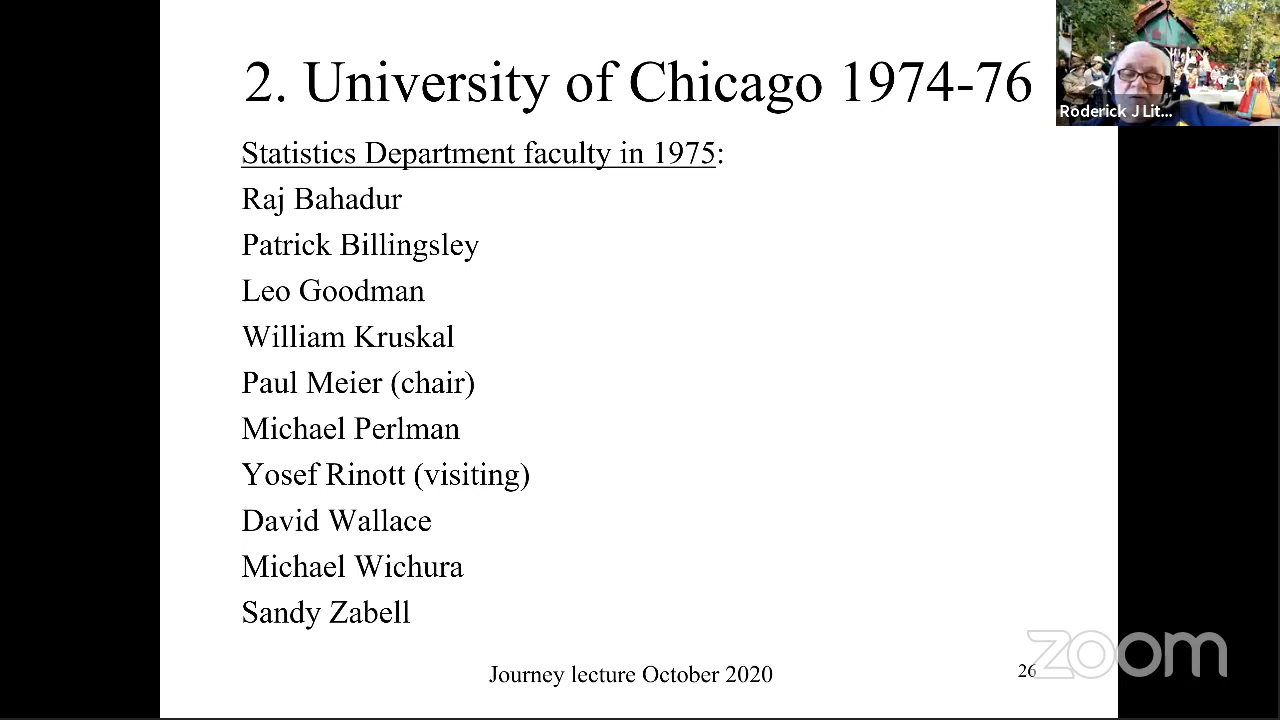 2. University of Chicago 1974-76
Roderick J Lit...
Statistics Department faculty in 1975:
Raj Bahadur
Patrick Billingsley
Leo Goodman
William Kruskal
Paul Meier (chair)
Michael Perlman
Yosef Rinott (visiting)
David Wallace
Michael Wichura
Sandy Zabell
Journey lecture October 2020
26
zoom